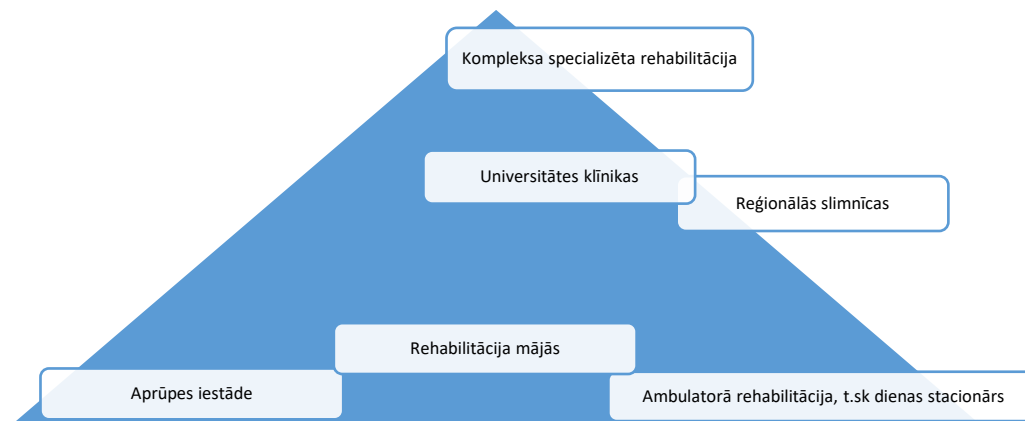 Kompleksa specializēta rehabilitācija
Universitātes klīnikas
Reģionālās slimnīcas
Rehabilitācija mājās
Aprūpes iestāde
Ambulatorā rehabilitācija, t.sk dienas stacionārs